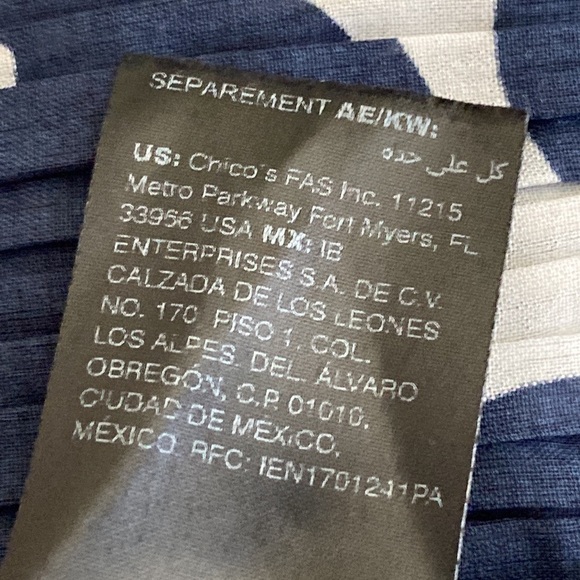 SÉPARÉMENT AE/KW:
كل على حده
US: Chico's FAS Inc. 11215
Metro Parkway Fort Myers, FL
33966 USA MX: IB
ENTERPRISES S.A. DE C.V.
CALZADA DE LOS LEONES
NO. 170, PISO 1, COL.
LOS ALPES, DEL. ÁLVARO
OBREGÓN, C.P. 01010,
CIUDAD DE MÉXICO,
MÉXICO. RFC: IEN1701241PA